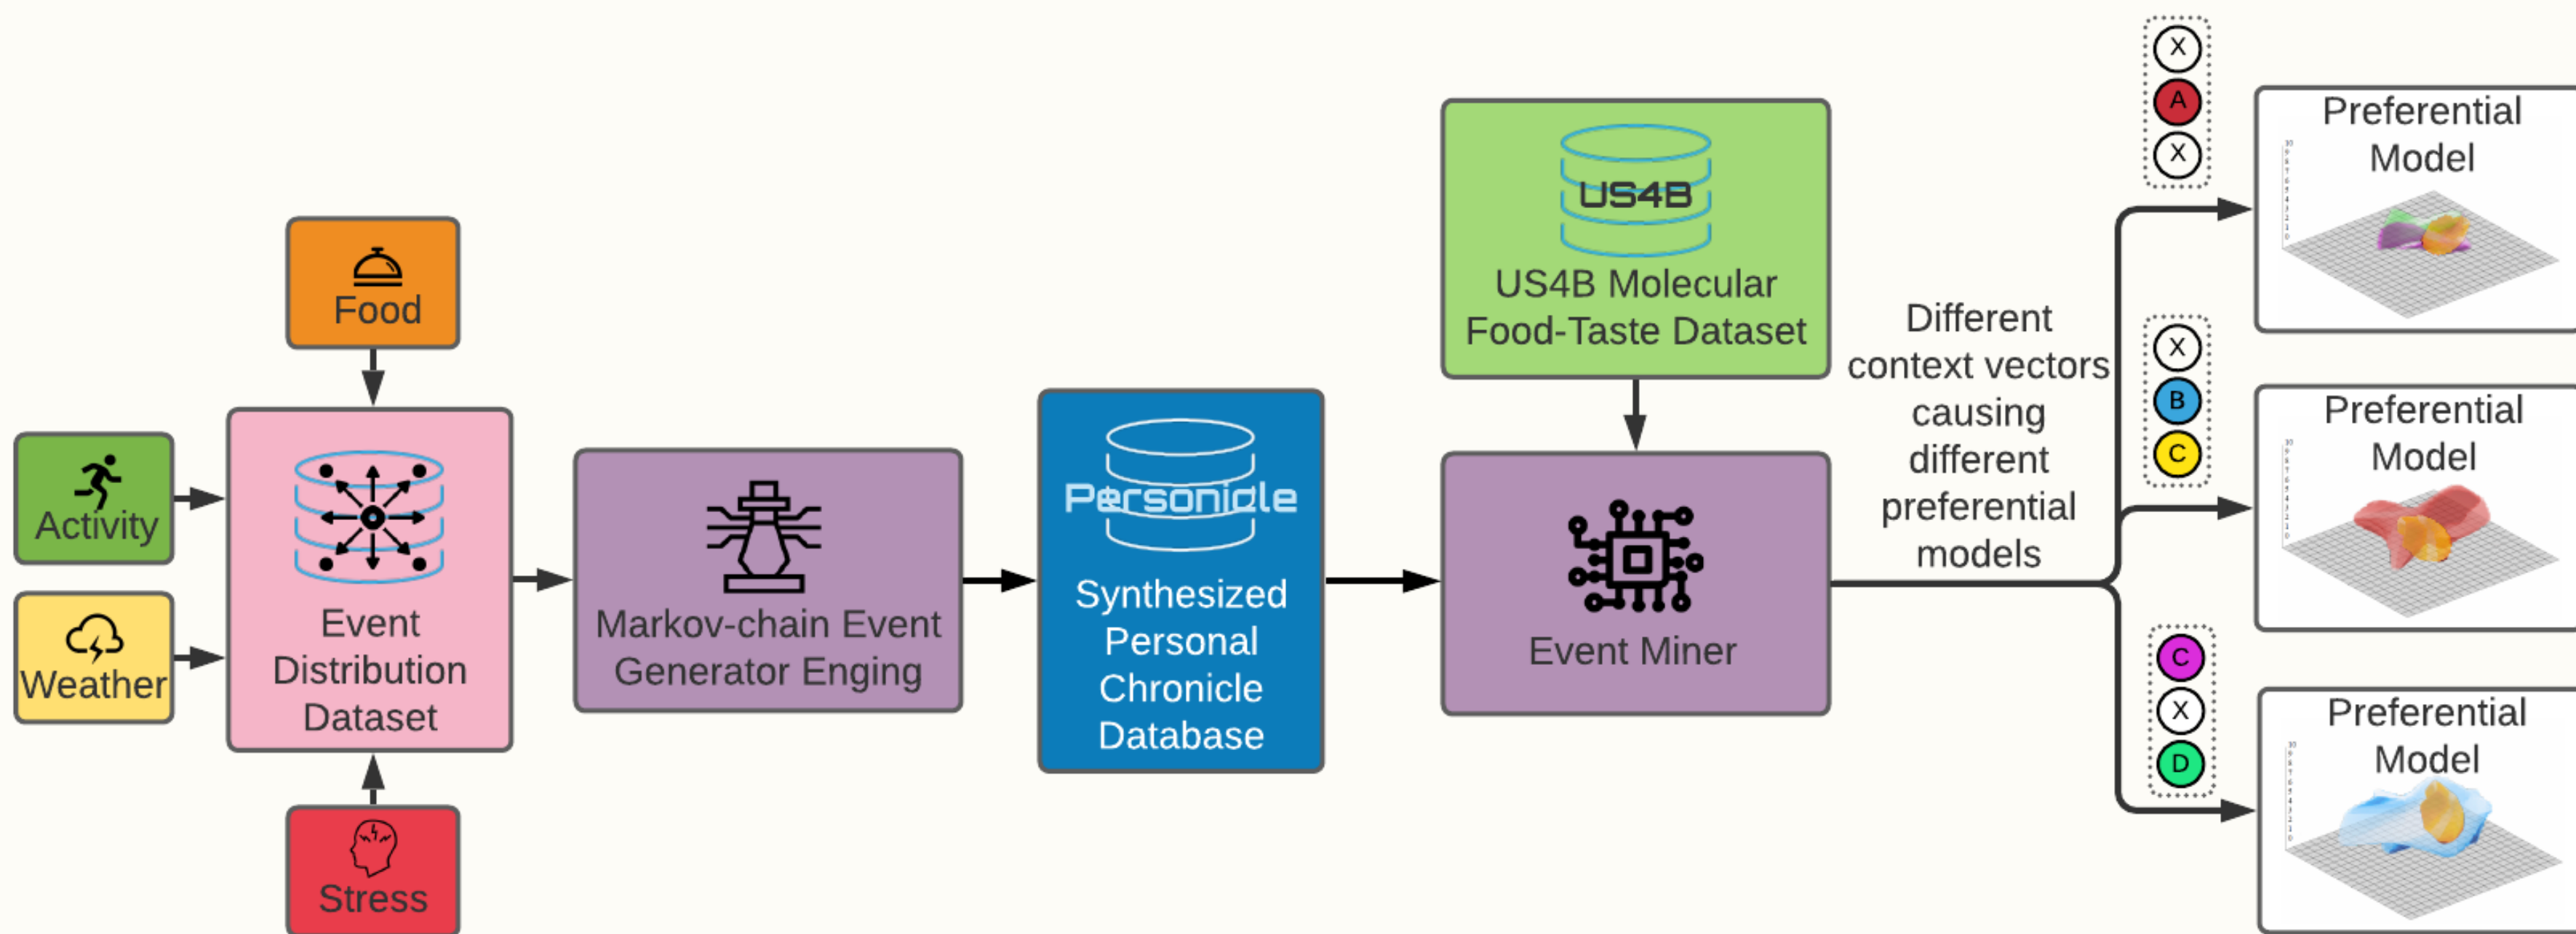 Food
Activity
Weather
Stress
Event
Distribution
Dataset
Markov-chain Event
Generator Enging
Personicle
Synthesized
Personal
Chronicle
Database
US4B
US4B Molecular
Food-Taste Dataset
Event Miner
Different
context vectors
causing
different
preferential
models
X
A
X
Preferential
Model
X
B
C
Preferential
Model
C
X
D
Preferential
Model